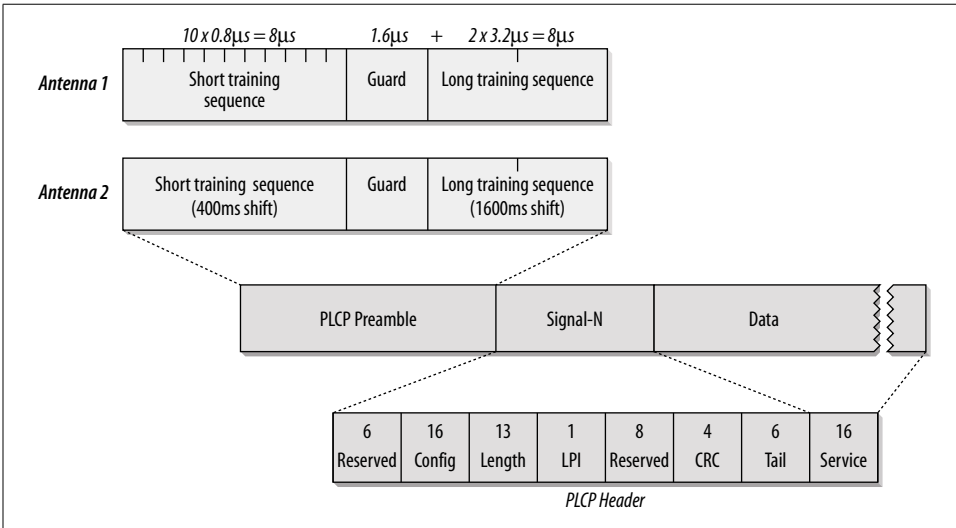 10 x 0.8μs = 8μs 1.6μs + 2 x 3.2μs = 8μs
Antenna 1
Short training
sequence
Guard
Long training sequence
Antenna 2
Short training sequence
(400ms shift)
Guard
Long training sequence
(1600ms shift)
PLCP Preamble
Signal-N
Data
6
Reserved
16
Config
13
Length
1
LPI
8
Reserved
4
CRC
6
Tail
16
Service
PLCP Header